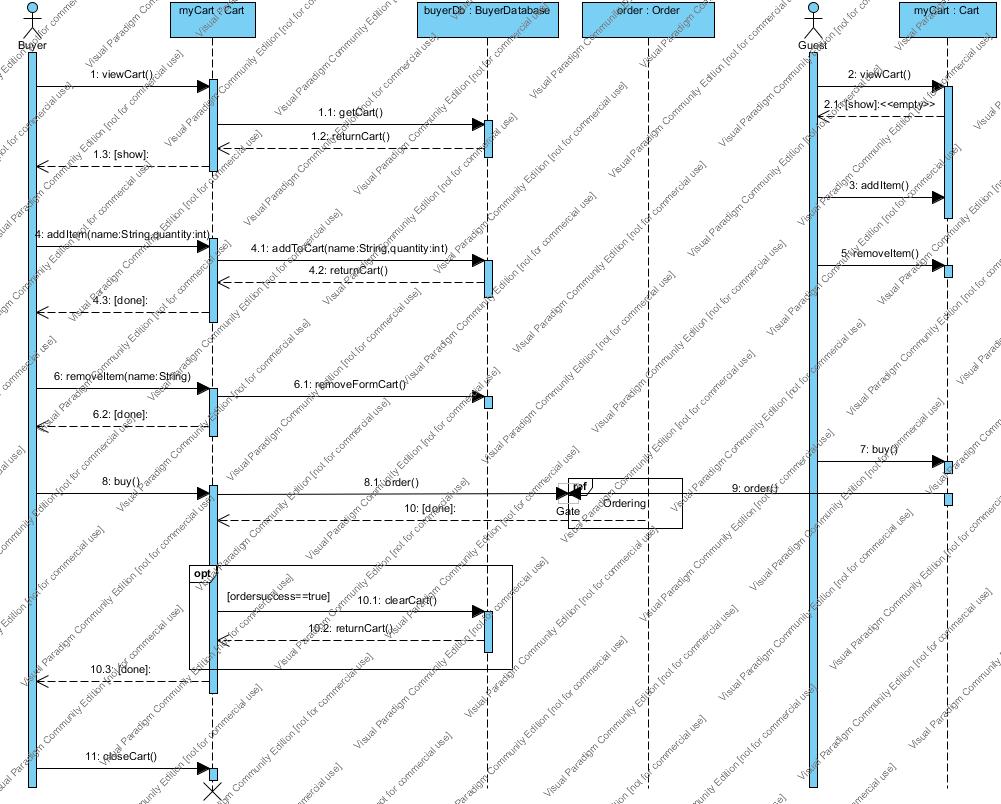 myCart : Cart
buyerDb : BuyerDatabase
order : Order
myCart : Cart
Buyer
Guest
1: viewCart()
2: viewCart()
2.1: [show]:<<empty>>
1.1: getCart()
1.2: returnCart()
1.3: [show]:
3: addItem()
4: addItem(name:String,quantity:int)
4.1: addToCart(name:String,quantity:int)
5: removeItem()
4.2: returnCart()
4.3: [done]:
6: removeItem(name:String)
6.1: removeFormCart()
6.2: [done]:
7: buy()
8: buy()
8.1: order()
ref
9: order()
Ordering
Gate
10: [done]:
opt
[ordersuccess==true]
10.1: clearCart()
10.2: returnCart()
10.3: [done]:
11: closeCart()
Visual Paradigm Community Edition [not for commercial use]